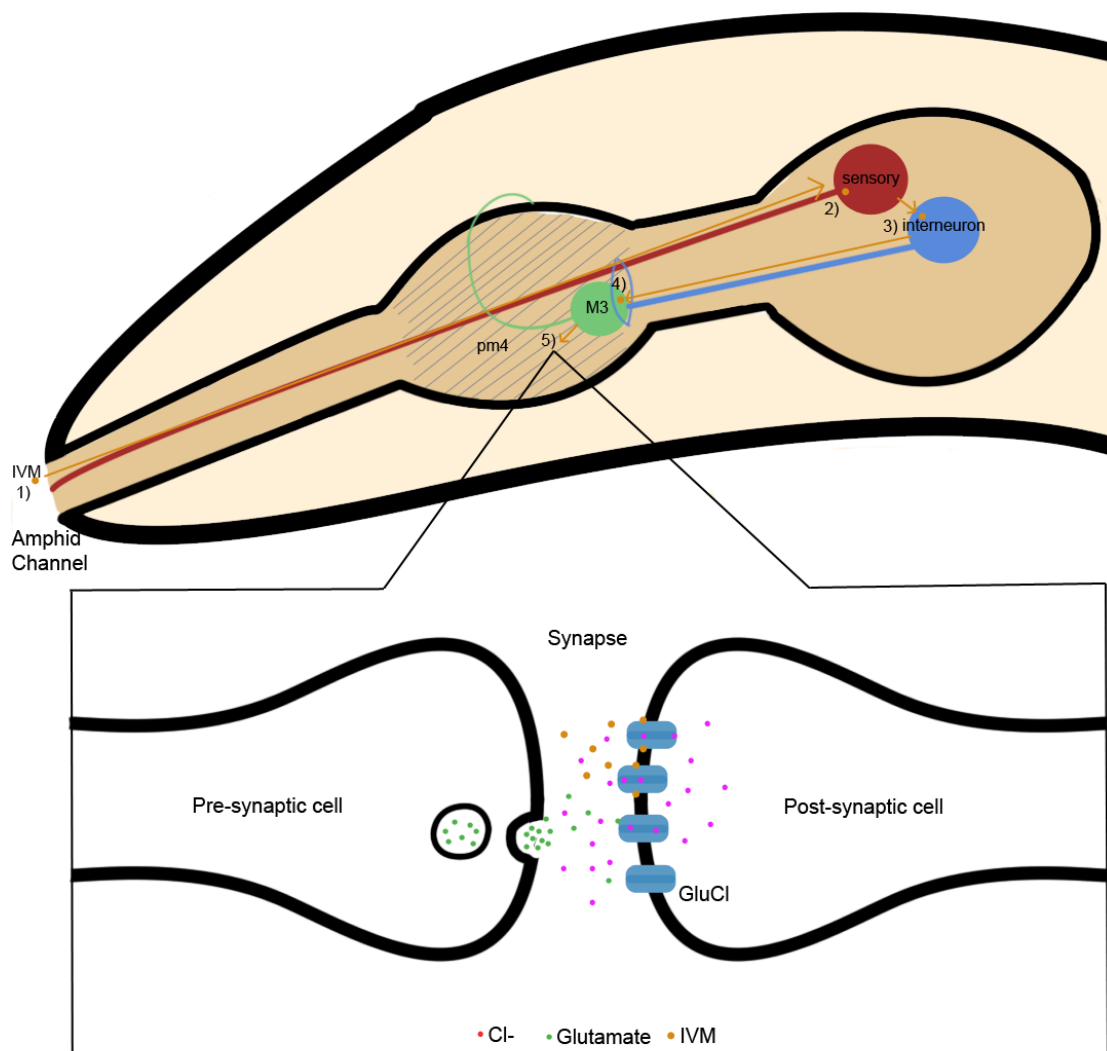 sensory
2)
3) interneuron
4)
M3
5)
pm4
IVM
1)
Amphid
Channel
Synapse
Pre-synaptic cell
Post-synaptic cell
GluCl
Cl- Glutamate IVM